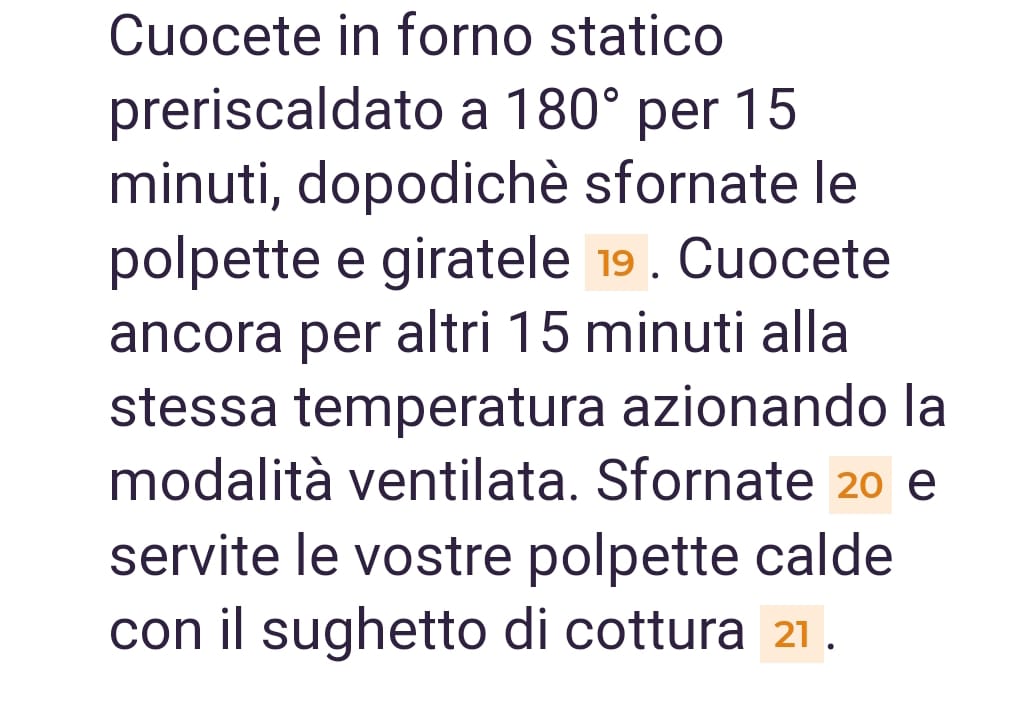 Cuocete in forno statico
preriscaldato a 180° per 15
minuti, dopodichè sfornate le
polpette e giratele 19 . Cuocete
ancora per altri 15 minuti alla
stessa temperatura azionando la
modalità ventilata. Sfornate 20 e
servite le vostre polpette calde
con il sughetto di cottura 21 .